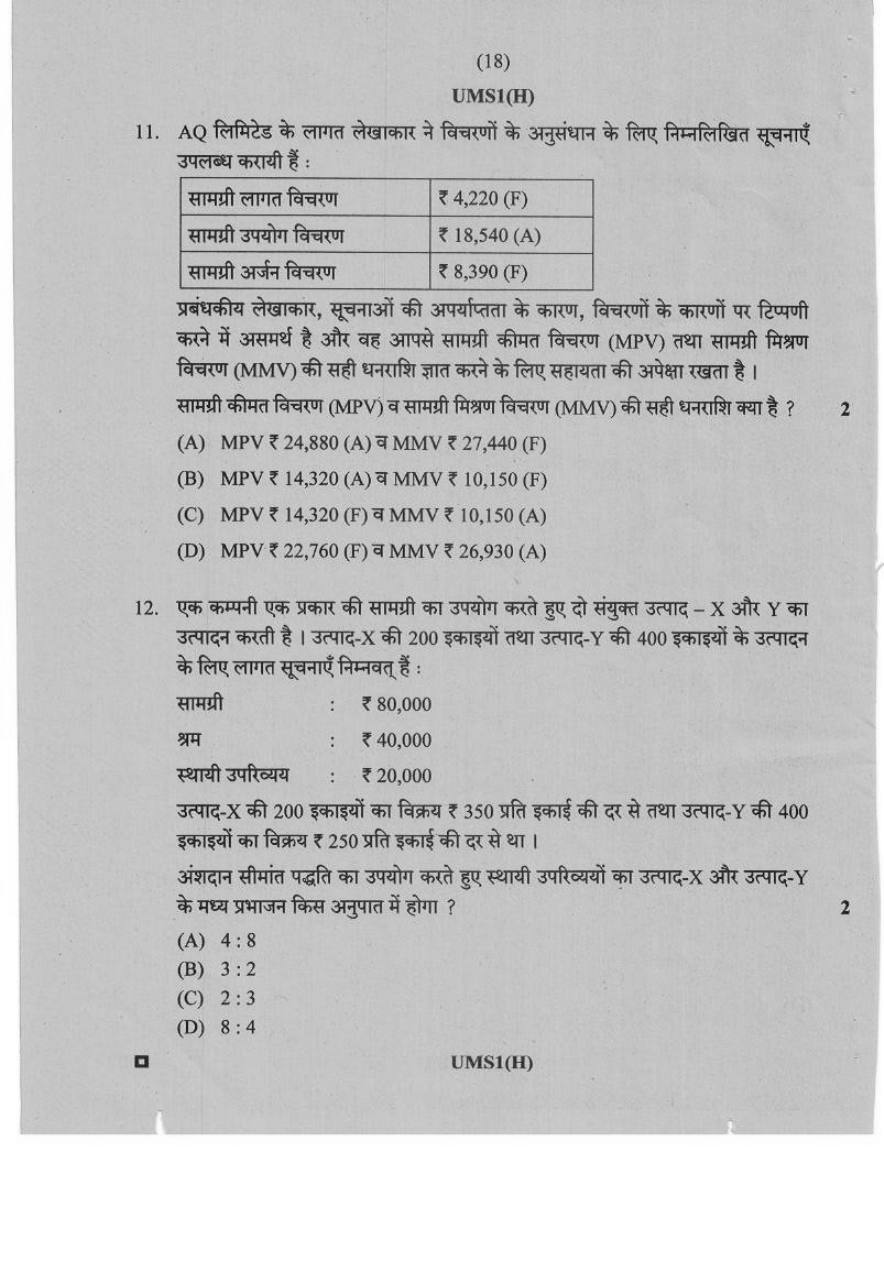 (18)
UMS1(H)
11. AQ लिमिटेड के लागत लेखाकार ने विचरणों के अनुसंधान के लिए निम्नलिखित सूचनाएँ
उपलब्ध करायी हैं :
सामग्री लागत विचरण ₹ 4,220 (F)
सामग्री उपयोग विचरण ₹ 18,540 (A)
सामग्री अर्जन विचरण ₹ 8,390 (F)
प्रबंधकीय लेखाकार, सूचनाओं की अपर्याप्तता के कारण, विचरणों के कारणों पर टिप्पणी
करने में असमर्थ है और वह आपसे सामग्री कीमत विचरण (MPV) तथा सामग्री मिश्रण
विचरण (MMV) की सही धनराशि ज्ञात करने के लिए सहायता की अपेक्षा रखता है ।
सामग्री कीमत विचरण (MPV) व सामग्री मिश्रण विचरण (MMV) की सही धनराशि क्या है ? 2
(A) MPV ₹ 24,880 (A) व MMV ₹ 27,440 (F)
(B) MPV ₹ 14,320 (A) व MMV ₹ 10,150 (F)
(C) MPV ₹ 14,320 (F) व MMV ₹ 10,150 (A)
(D) MPV ₹ 22,760 (F) व MMV ₹ 26,930 (A)
12. एक कम्पनी एक प्रकार की सामग्री का उपयोग करते हुए दो संयुक्त उत्पाद – X और Y का
उत्पादन करती है । उत्पाद-X की 200 इकाइयों तथा उत्पाद-Y की 400 इकाइयों के उत्पादन
के लिए लागत सूचनाएँ निम्नवत् हैं :
सामग्री : ₹ 80,000
श्रम : ₹ 40,000
स्थायी उपरिव्यय : ₹ 20,000
उत्पाद-X की 200 इकाइयों का विक्रय ₹ 350 प्रति इकाई की दर से तथा उत्पाद-Y की 400
इकाइयों का विक्रय ₹ 250 प्रति इकाई की दर से था ।
अंशदान सीमांत पद्धति का उपयोग करते हुए स्थायी उपरिव्ययों का उत्पाद-X और उत्पाद-Y
के मध्य प्रभाजन किस अनुपात में होगा ? 2
(A) 4 : 8
(B) 3 : 2
(C) 2 : 3
(D) 8 : 4
UMS1(H)